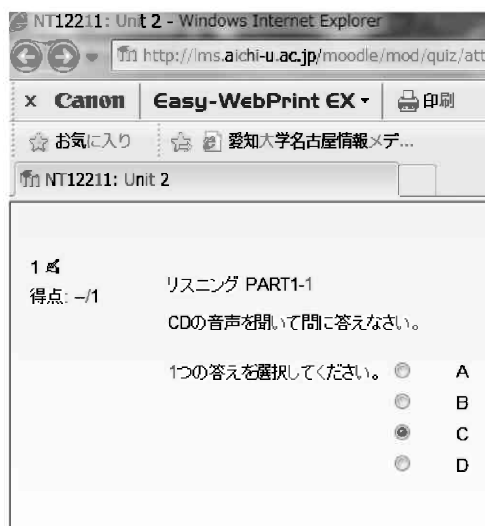 NT12211: Unit 2 - Windows Internet Explorer
http://lms.aichi-u.ac.jp/moodle/mod/quiz/att
x Canon Easy-WebPrint EX 印刷
お気に入り 愛知大学名古屋情報メデ...
NT12211: Unit 2
1
得点: --/1
リスニング PART1-1
CDの音声を聞いて問に答えなさい。
1つの答えを選択してください。 A
B
C
D